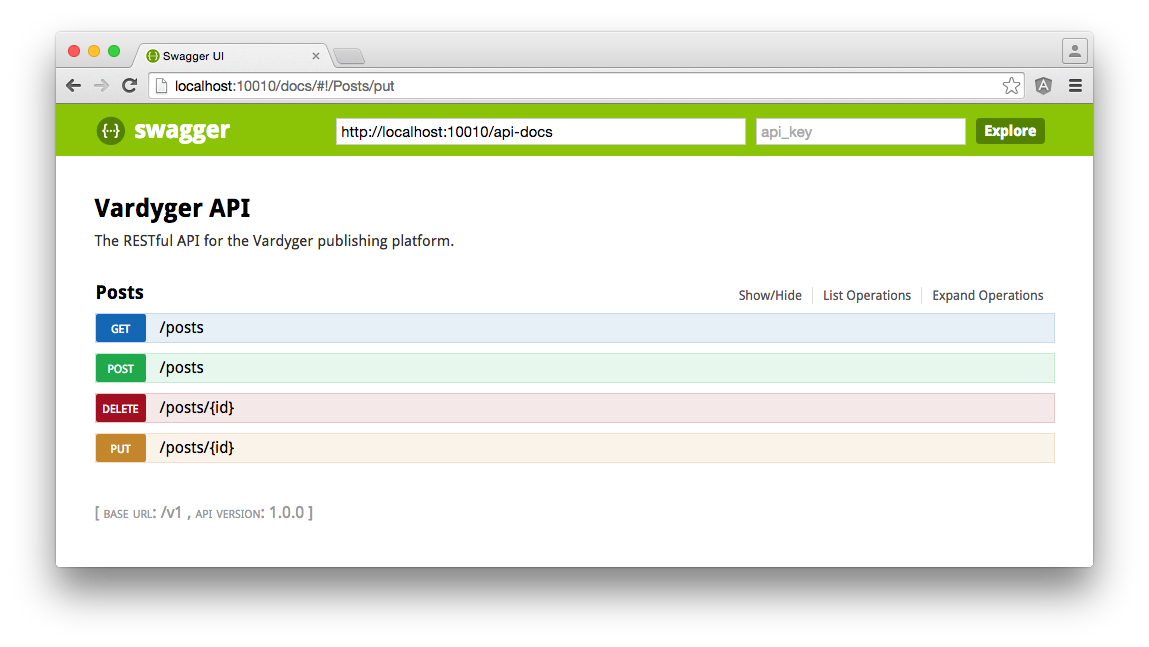 Swagger UI
localhost:10010/docs/#!/Posts/put
{··} swagger http://localhost:10010/api-docs api_key Explore
Vardyger API
The RESTful API for the Vardyger publishing platform.
Posts Show/Hide List Operations Expand Operations
GET /posts
POST /posts
DELETE /posts/{id}
PUT /posts/{id}
[ BASE URL: /v1 , API VERSION: 1.0.0 ]